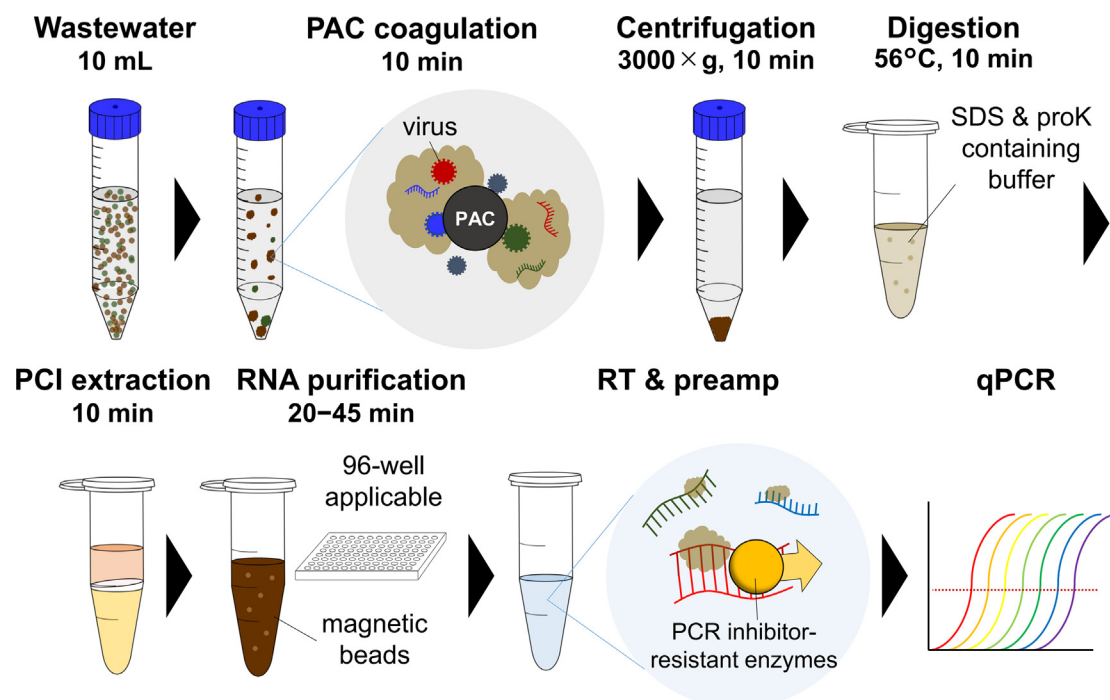 Wastewater
10 mL
PAC coagulation
10 min
Centrifugation
3000×g, 10 min
Digestion
56°C, 10 min
virus
PAC
SDS & proK
containing
buffer
PCI extraction
10 min
RNA purification
20−45 min
RT & preamp
qPCR
96-well
applicable
magnetic
beads
PCR inhibitor-
resistant enzymes